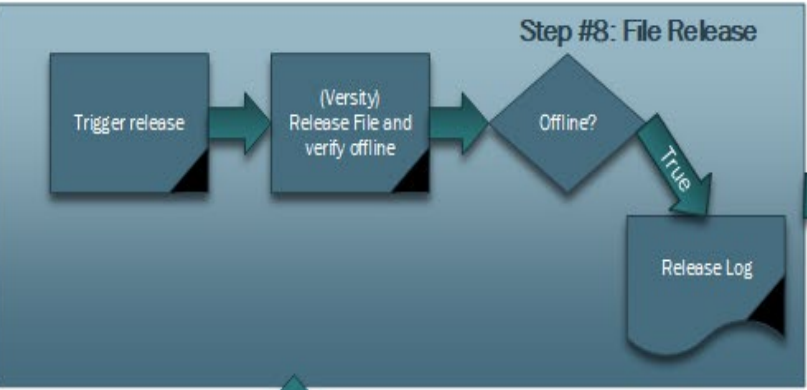 Step #8: File Release
Trigger release
(Versity)
Release File and
verify offline
Offline?
True
Release Log